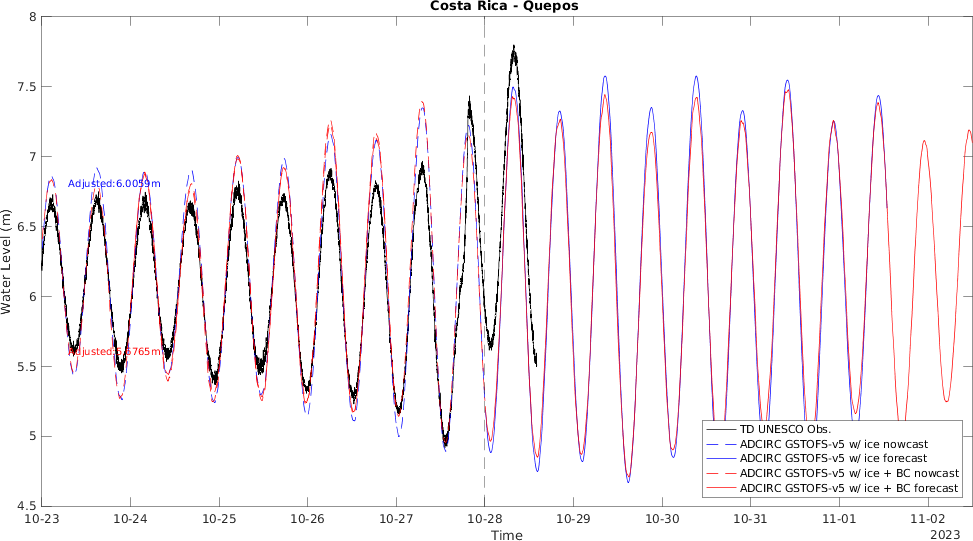 Costa Rica - Quepos
8
7.5
7
6.5
6
5.5
5
4.5
Water Level (m)
Adjusted:6.0059m
TD UNESCO Obs.
ADCIRC GSTOFS-v5 w/ ice nowcast
ADCIRC GSTOFS-v5 w/ ice forecast
ADCIRC GSTOFS-v5 w/ ice + BC nowcast
ADCIRC GSTOFS-v5 w/ ice + BC forecast
10-23
10-24
10-25
10-26
10-27
10-28
10-29
10-30
10-31
11-01
11-02
Time
2023